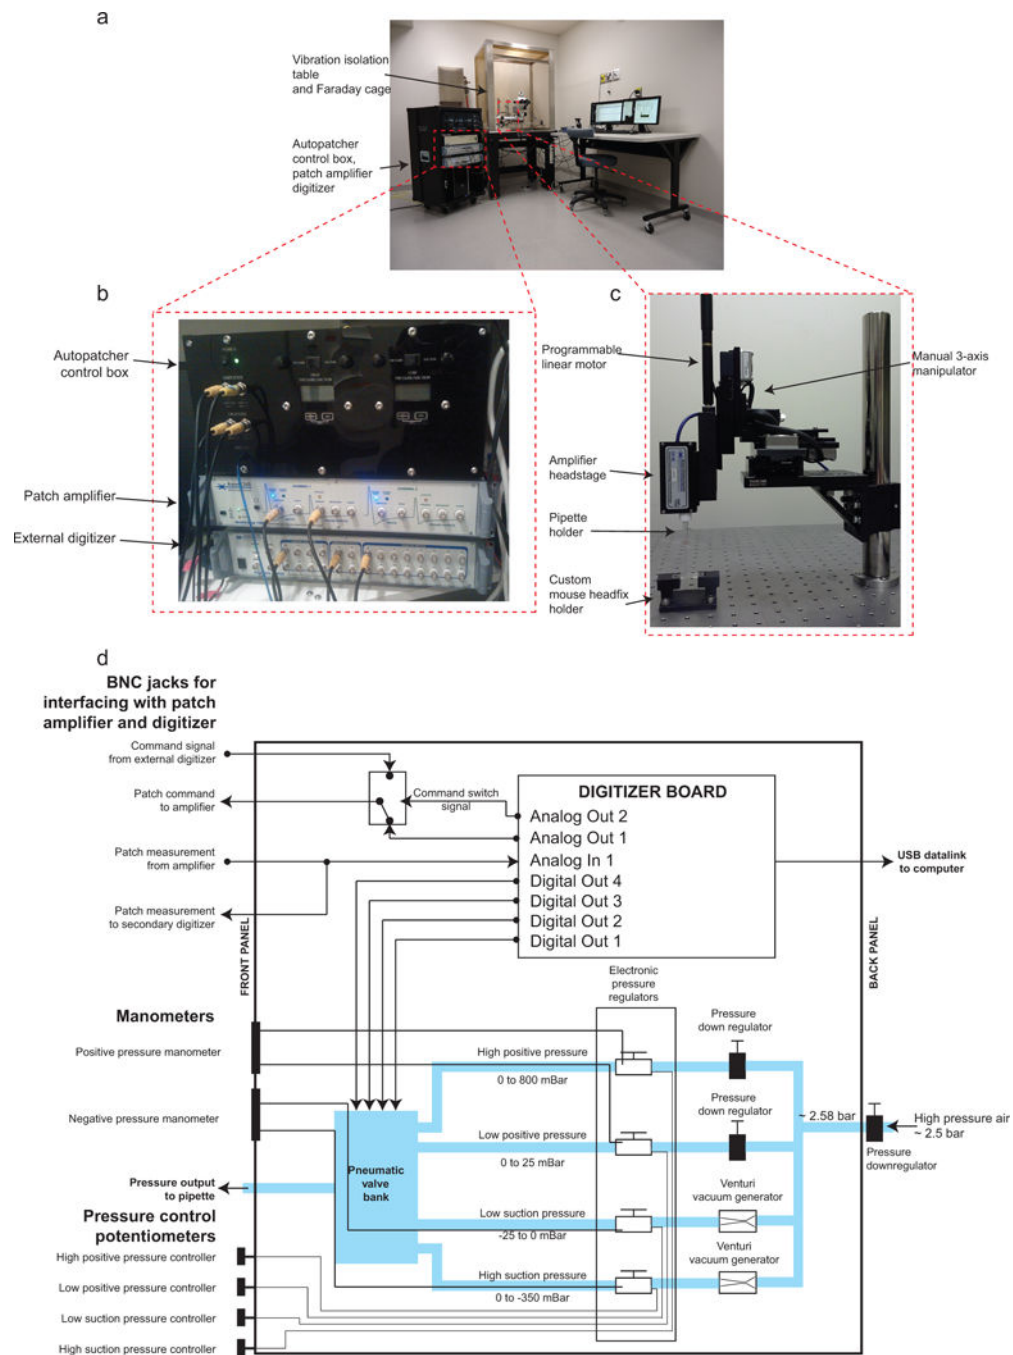 a
Vibration isolation
table
and Faraday cage
Autopatcher
control box,
patch amplifier
digitizer
b
Autopatcher
control box
Patch amplifier
External digitizer
c
Programmable
linear motor
Manual 3-axis
manipulator
Amplifier
headstage
Pipette
holder
Custom
mouse headfix
holder
d
BNC jacks for
interfacing with patch
amplifier and digitizer
Command signal
from external digitizer
Patch command
to amplifier
Patch measurement
from amplifier
Patch measurement
to secondary digitizer
FRONT PANEL
Command switch
signal
DIGITIZER BOARD
Analog Out 2
Analog Out 1
Analog In 1
Digital Out 4
Digital Out 3
Digital Out 2
Digital Out 1
USB datalink
to computer
BACK PANEL
Manometers
Positive pressure manometer
Negative pressure manometer
Pressure output
to pipette
Pressure control
potentiometers
High positive pressure controller
Low positive pressure controller
Low suction pressure controller
High suction pressure controller
Pneumatic
valve
bank
Electronic
pressure
regulators
High positive pressure
0 to 800 mBar
Low positive pressure
0 to 25 mBar
Low suction pressure
-25 to 0 mBar
High suction pressure
0 to -350 mBar
Pressure
down regulator
Pressure
down regulator
Venturi
vacuum generator
Venturi
vacuum generator
~ 2.58 bar
High pressure air
~ 2.5 bar
Pressure
downregulator